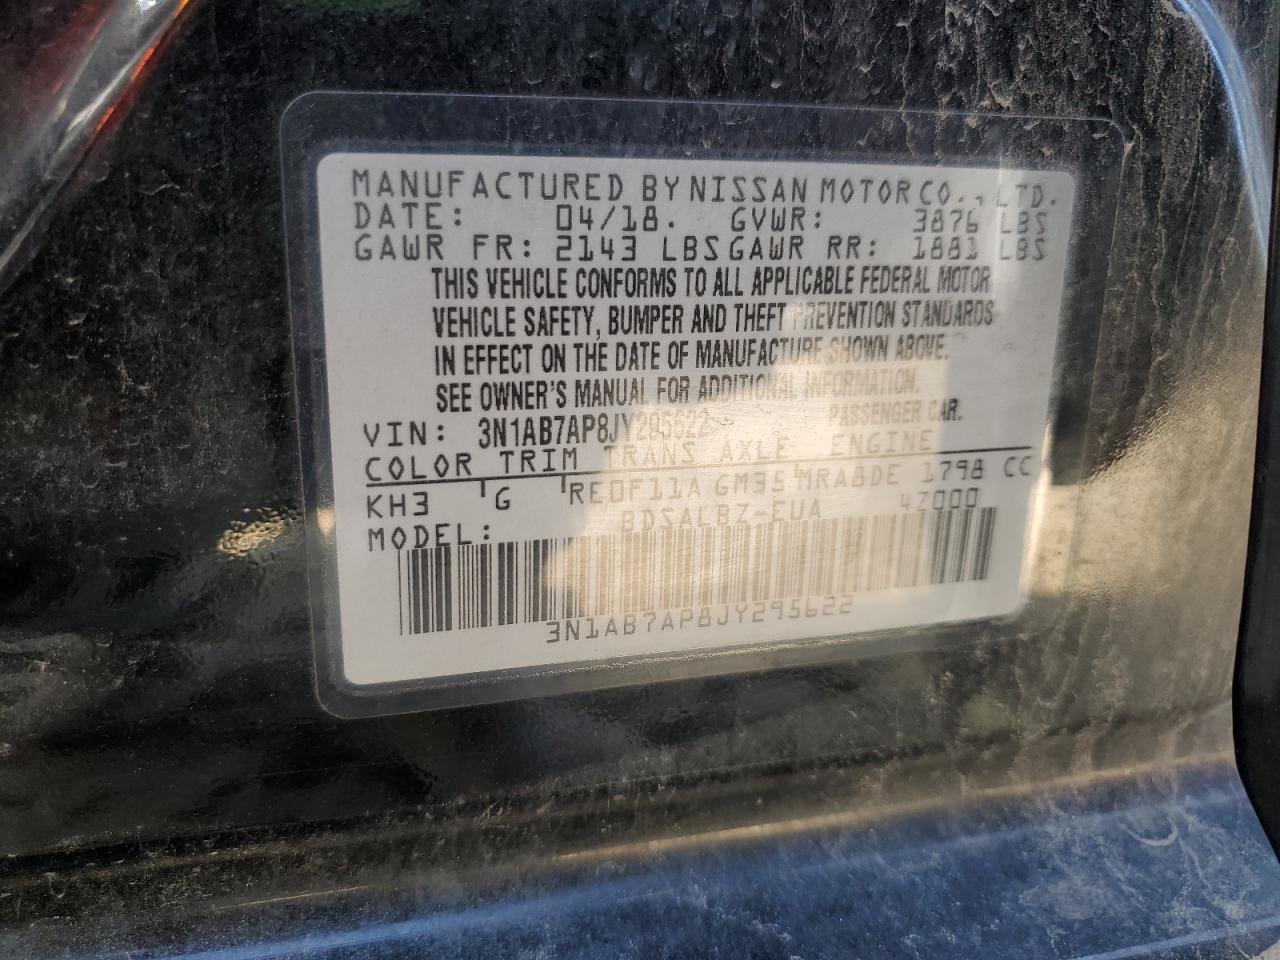 MANUFACTURED BY NISSAN MOTOR CO., LTD.
DATE: 04/18. GVWR: 3876 LBS
GAWR FR: 2143 LBS GAWR RR: 1881 LBS
THIS VEHICLE CONFORMS TO ALL APPLICABLE FEDERAL MOTOR
VEHICLE SAFETY, BUMPER AND THEFT PREVENTION STANDARDS
IN EFFECT ON THE DATE OF MANUFACTURE SHOWN ABOVE.
SEE OWNER'S MANUAL FOR ADDITIONAL INFORMATION.
VIN: 3N1AB7AP8JY295622 PASSENGER CAR.
COLOR TRIM TRANS AXLE ENGINE
KH3 G RE0F11A GM35 MRA8DE 1798 CC
MODEL: BDSALBZ-EUA 4Z000
3N1AB7AP8JY295622